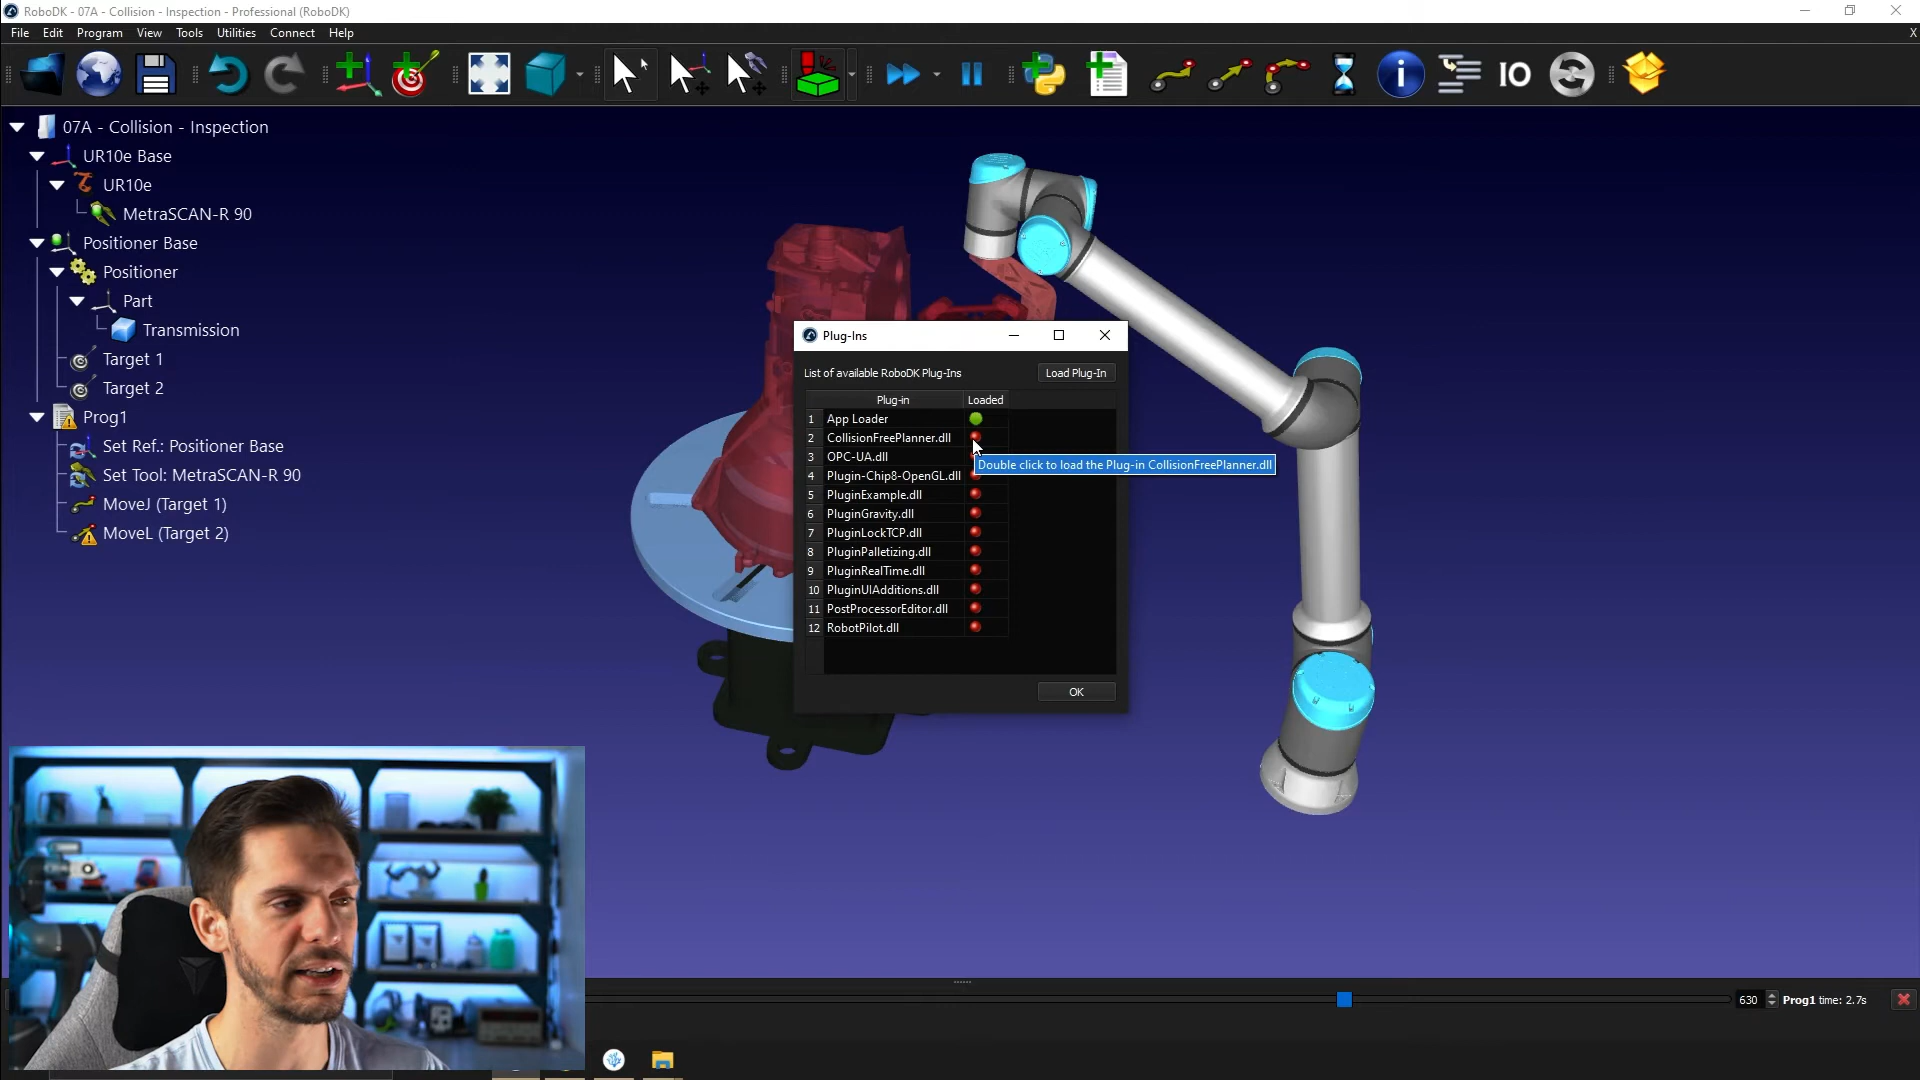 RoboDK - 07A - Collision - Inspection - Professional (RoboDK)
File Edit Program View Tools Utilities Connect Help X
IO
07A - Collision - Inspection
UR10e Base
UR10e
MetraSCAN-R 90
Positioner Base
Positioner
Part
Transmission
Target 1
Target 2
Prog1
Set Ref.: Positioner Base
Set Tool: MetraSCAN-R 90
MoveJ (Target 1)
MoveL (Target 2)
Plug-Ins
List of available RoboDK Plug-Ins Load Plug-In
Plug-in Loaded
1 App Loader
2 CollisionFreePlanner.dll
3 OPC-UA.dll
Double click to load the Plug-in CollisionFreePlanner.dll
4 Plugin-Chip8-OpenGL.dll
5 PluginExample.dll
6 PluginGravity.dll
7 PluginLockTCP.dll
8 PluginPalletizing.dll
9 PluginRealTime.dll
10 PluginUIAdditions.dll
11 PostProcessorEditor.dll
12 RobotPilot.dll
OK
630 Prog1 time: 2.7s